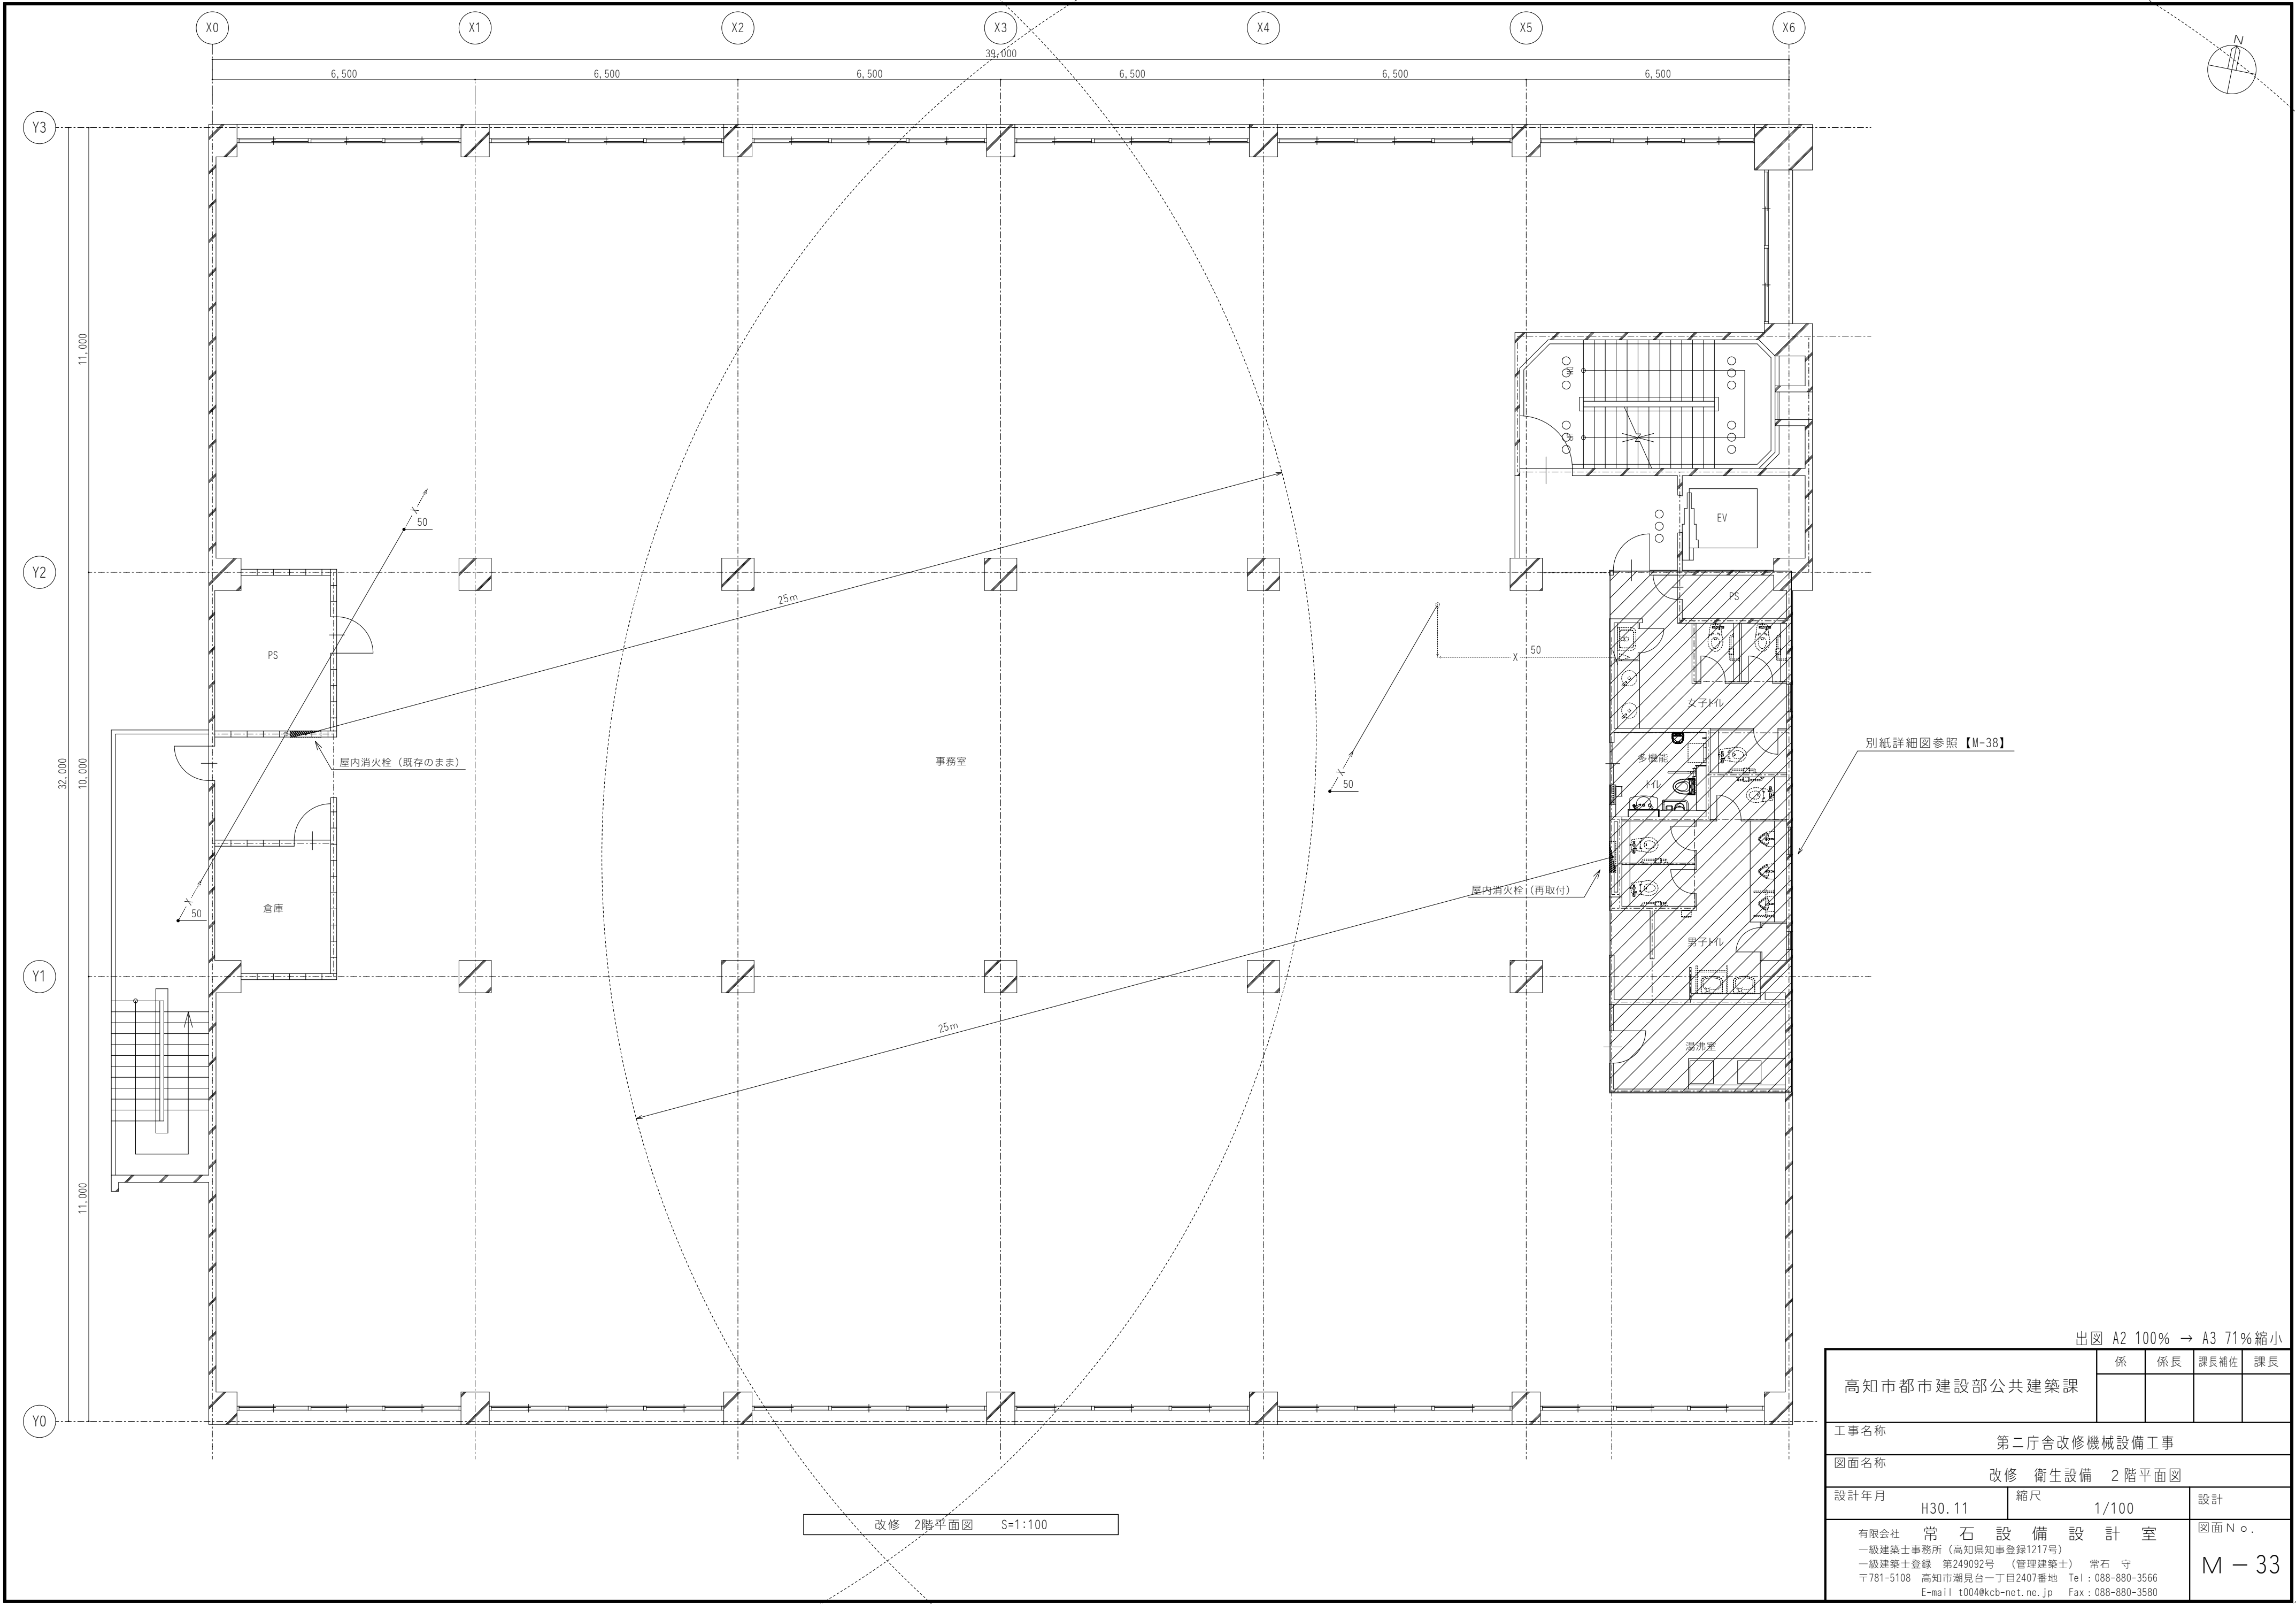 X0 X1 X2 X3 X4 X5 X6
N
39,000
6,500 6,500 6,500 6,500 6,500 6,500
Y3
11,000
50
EV
Y2
25m
PS
PS
50
女子ﾄｲﾚ
屋内消火栓（既存のまま）
事務室
32,000
10,000
50
多機能
ﾄｲﾚ
別紙詳細図参照【M-38】
屋内消火栓（再取付）
倉庫
50
男子ﾄｲﾚ
Y1
25m
湯沸室
11,000
Y0
改修　2階平面図　S=1:100
出図 A2 100% → A3 71%縮小
高知市都市建設部公共建築課
係 係長 課長補佐 課長
工事名称
第二庁舎改修機械設備工事
図面名称
改修　衛生設備　２階平面図
設計年月 H30.11 縮尺 1/100 設計
有限会社　常石設備設計室
一級建築士事務所（高知県知事登録1217号）
一級建築士登録　第249092号　（管理建築士）　常石　守
〒781-5108　高知市潮見台一丁目2407番地　Tel：088-880-3566
E-mail t004@kcb-net.ne.jp　Fax：088-880-3580
図面Ｎｏ．
Ｍ－33